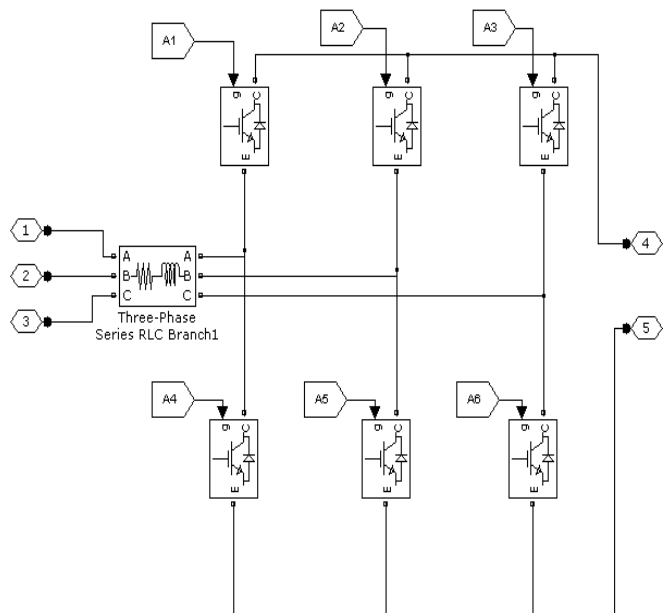 A1
A2
A3
g C
E
g C
E
g C
E
1
2
3
A A
B B
C C
Three-Phase
Series RLC Branch1
4
5
A4
A5
A6
g C
E
g C
E
g C
E